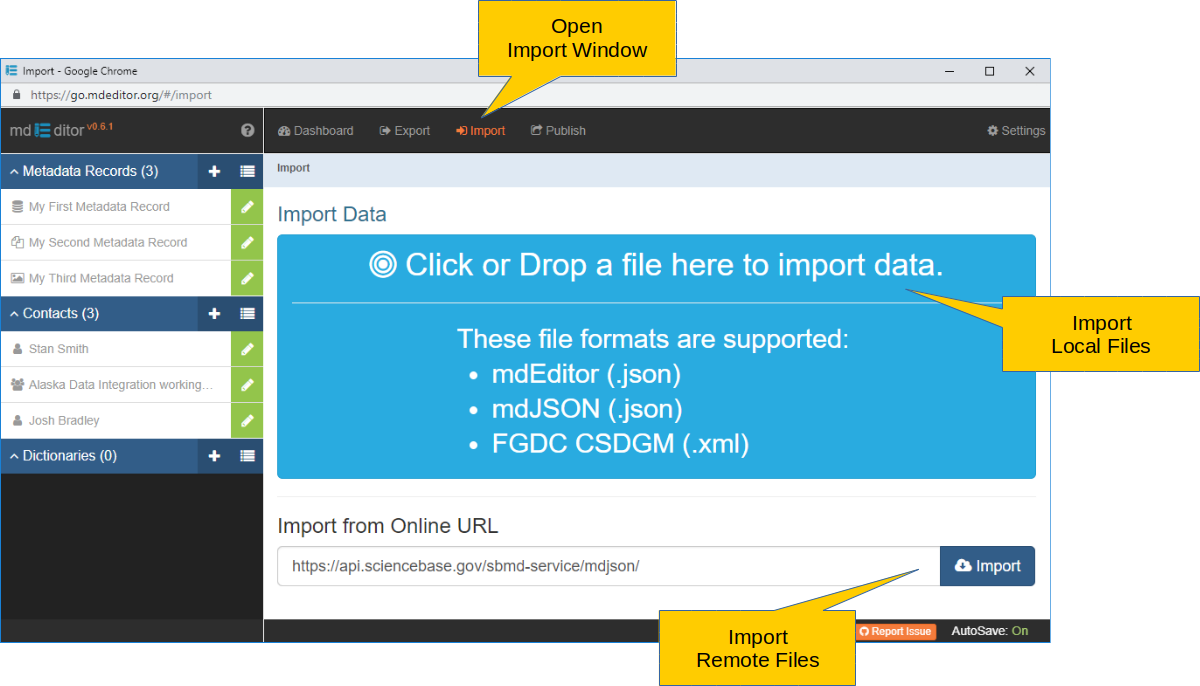 Open
Import Window
Import - Google Chrome
https://go.mdeditor.org/#/import
md ditor v0.6.1
Dashboard
Export
Import
Publish
Settings
Metadata Records (3)
My First Metadata Record
My Second Metadata Record
My Third Metadata Record
Contacts (3)
Stan Smith
Alaska Data Integration working...
Josh Bradley
Dictionaries (0)
Import
Import Data
Click or Drop a file here to import data.
These file formats are supported:
• mdEditor (.json)
• mdJSON (.json)
• FGDC CSDGM (.xml)
Import
Local Files
Import from Online URL
https://api.sciencebase.gov/sbmd-service/mdjson/
Import
Import
Remote Files
Report Issue
AutoSave: On